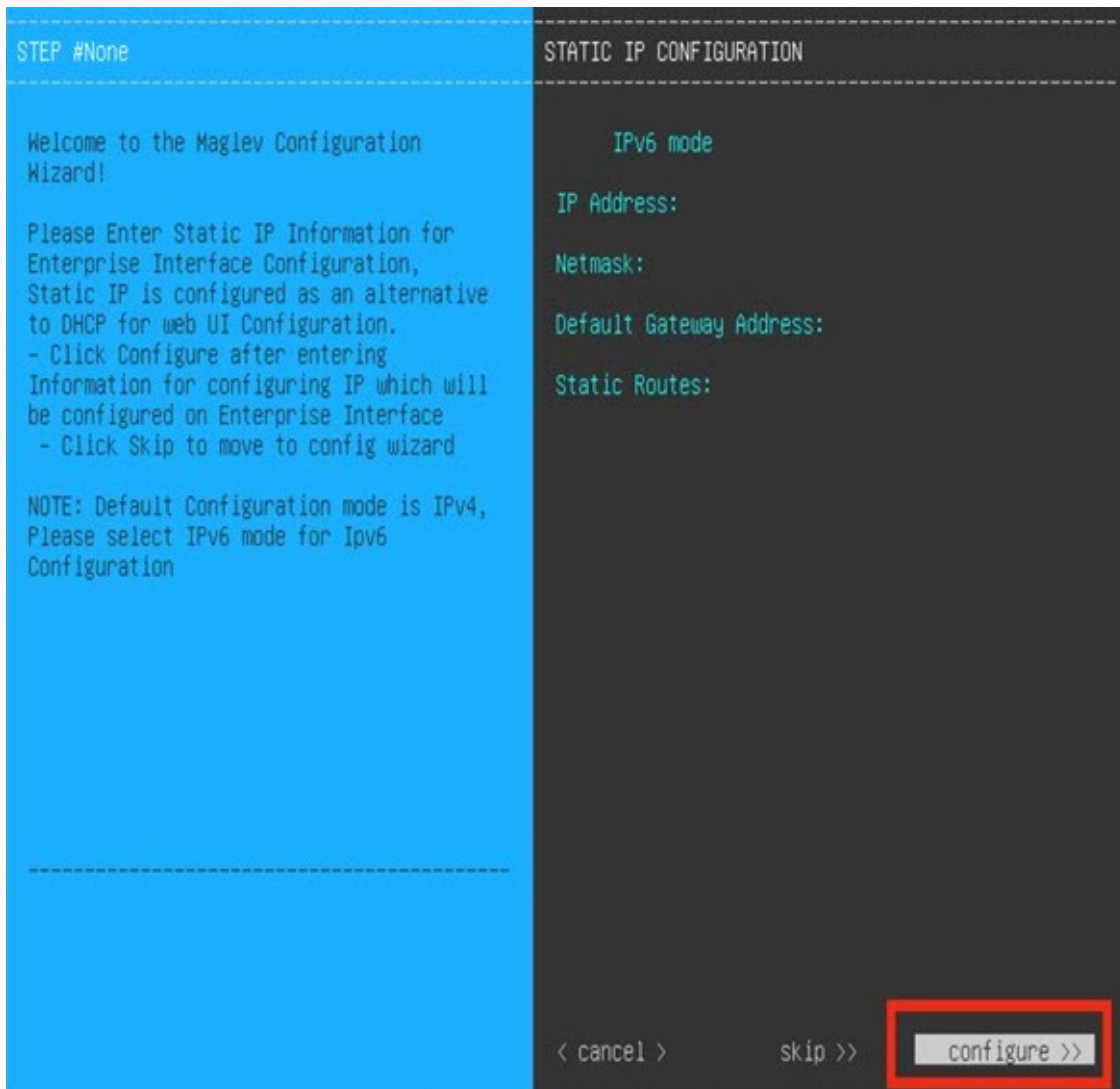 STEP #None
Welcome to the Maglev Configuration
Wizard!
Please Enter Static IP Information for
Enterprise Interface Configuration,
Static IP is configured as an alternative
to DHCP for web UI Configuration.
- Click Configure after entering
Information for configuring IP which will
be configured on Enterprise Interface
- Click Skip to move to config wizard
NOTE: Default Configuration mode is IPv4,
Please select IPv6 mode for Ipv6
Configuration
STATIC IP CONFIGURATION
IPv6 mode
IP Address:
Netmask:
Default Gateway Address:
Static Routes:
< cancel > skip >> configure >>